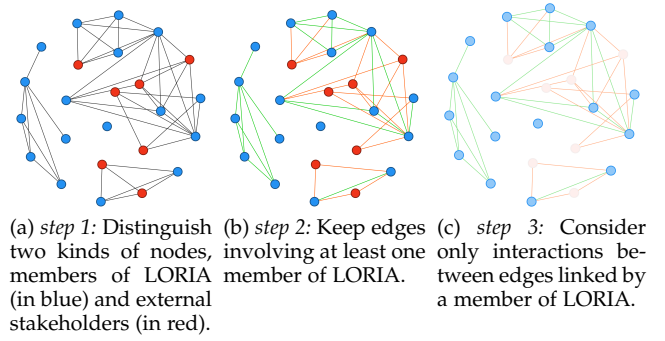 (a) step 1: Distinguish
two kinds of nodes,
members of LORIA
(in blue) and external
stakeholders (in red).
(b) step 2: Keep edges
involving at least one
member of LORIA.
(c) step 3: Consider
only interactions be-
tween edges linked by
a member of LORIA.